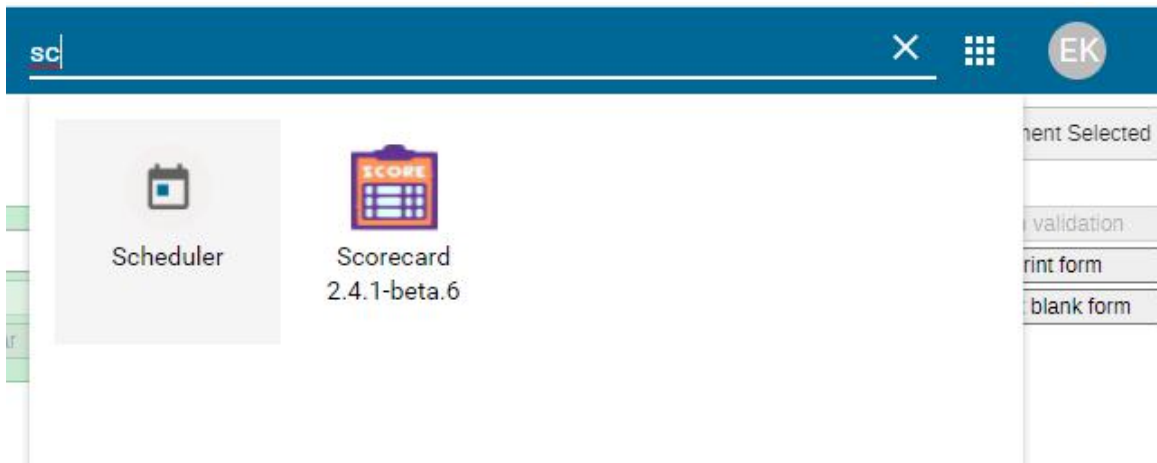 sc
EK
nent Selected
Scheduler
SCORE
Scorecard
2.4.1-beta.6
validation
rint form
blank form